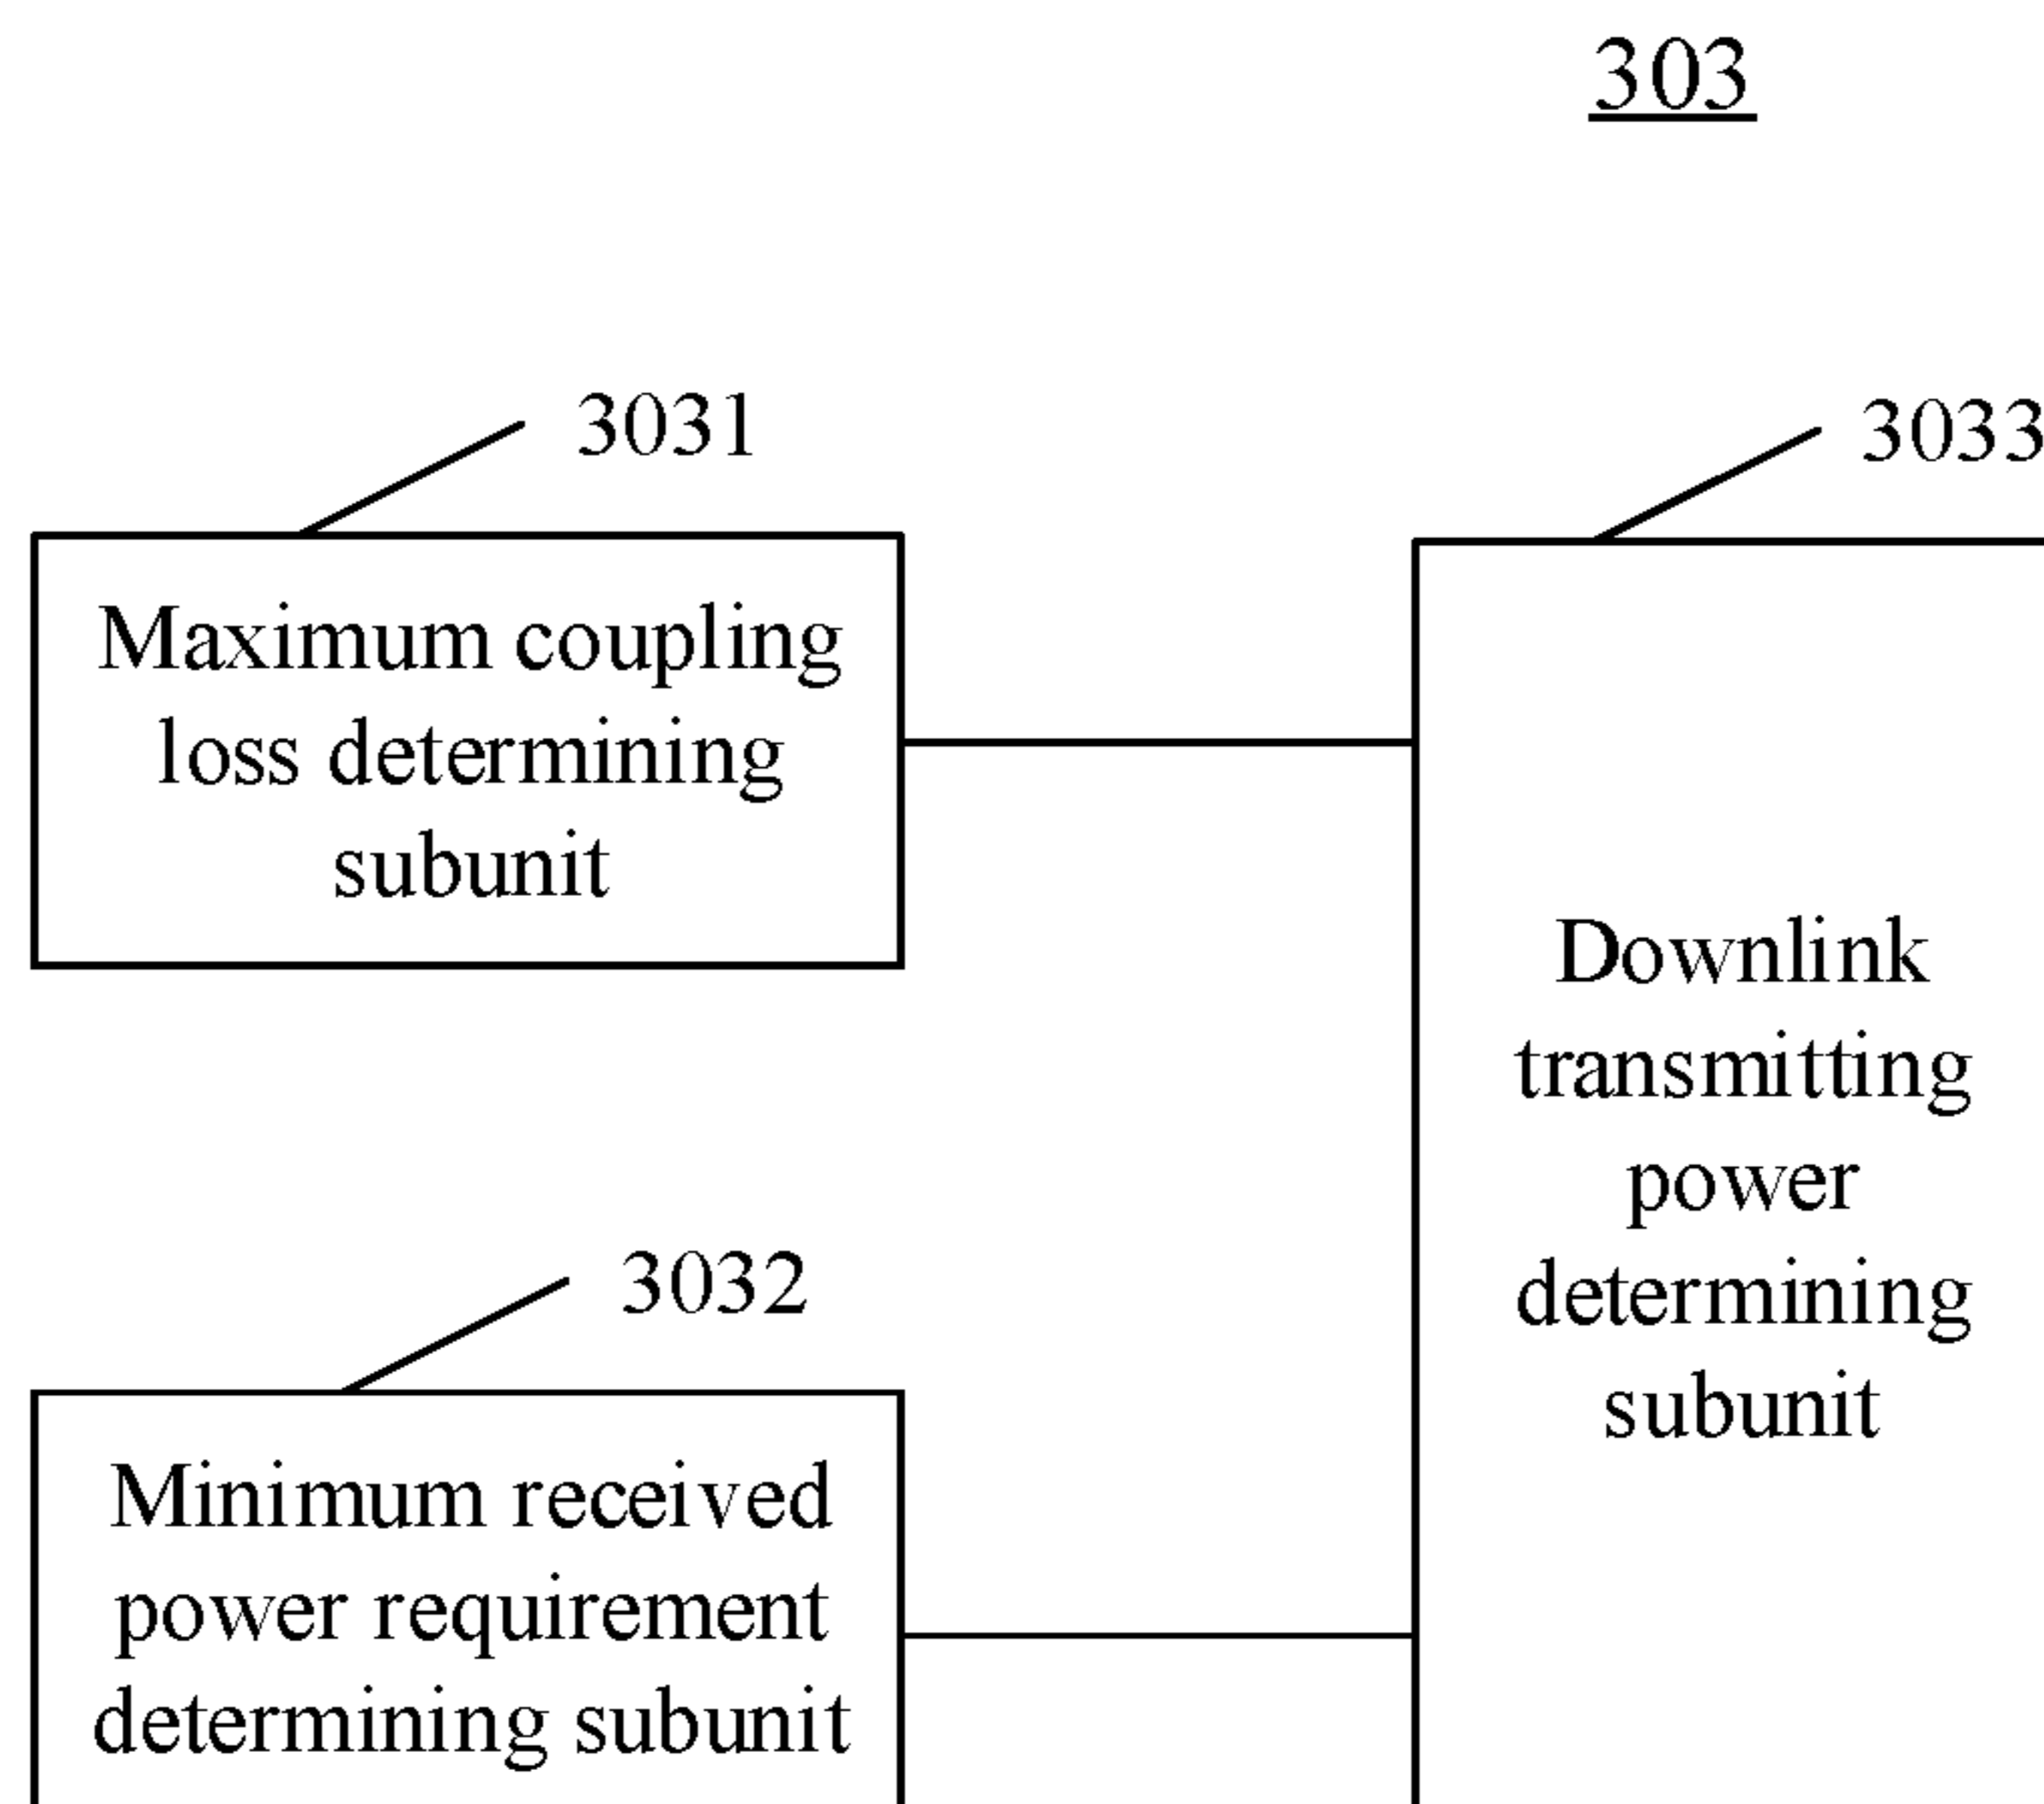 303
3031
Maximum coupling
loss determining
subunit
3032
Minimum received
power requirement
determining subunit
3033
Downlink
transmitting
power
determining
subunit